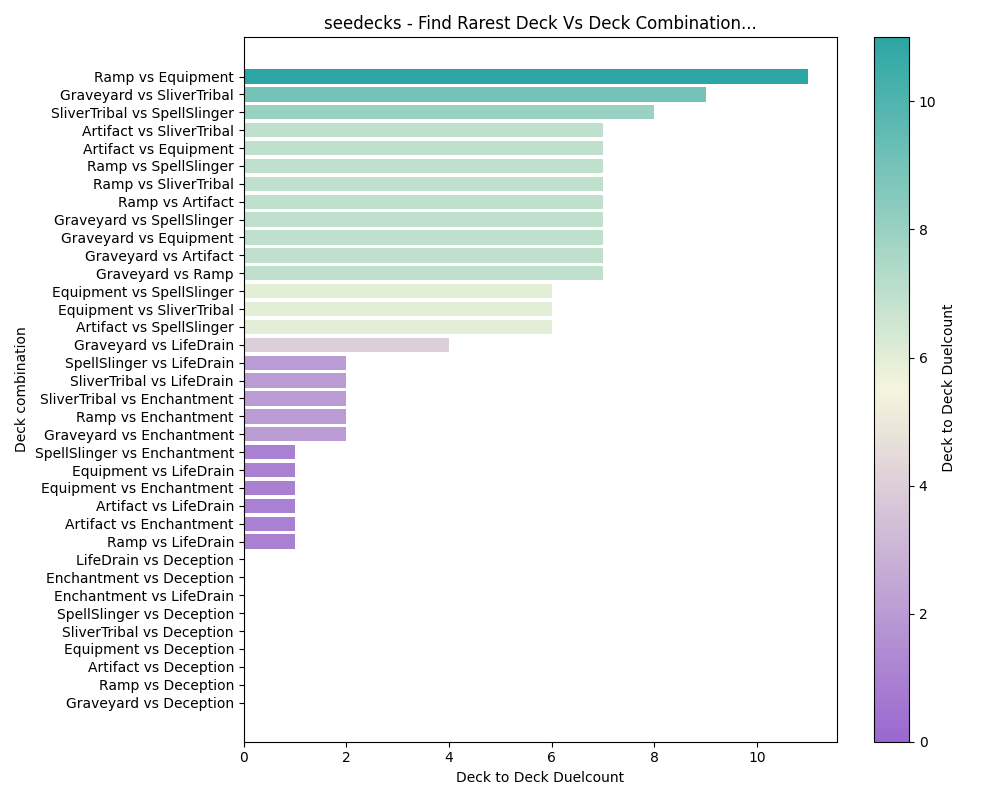 seedecks - Find Rarest Deck Vs Deck Combination...
Ramp vs Equipment
Graveyard vs SliverTribal
SliverTribal vs SpellSlinger
Artifact vs SliverTribal
Artifact vs Equipment
Ramp vs SpellSlinger
Ramp vs SliverTribal
Ramp vs Artifact
Graveyard vs SpellSlinger
Graveyard vs Equipment
Graveyard vs Artifact
Graveyard vs Ramp
Equipment vs SpellSlinger
Equipment vs SliverTribal
Artifact vs SpellSlinger
Graveyard vs LifeDrain
SpellSlinger vs LifeDrain
SliverTribal vs LifeDrain
SliverTribal vs Enchantment
Ramp vs Enchantment
Graveyard vs Enchantment
SpellSlinger vs Enchantment
Equipment vs LifeDrain
Equipment vs Enchantment
Artifact vs LifeDrain
Artifact vs Enchantment
Ramp vs LifeDrain
LifeDrain vs Deception
Enchantment vs Deception
Enchantment vs LifeDrain
SpellSlinger vs Deception
SliverTribal vs Deception
Equipment vs Deception
Artifact vs Deception
Ramp vs Deception
Graveyard vs Deception
Deck combination
0 2 4 6 8 10
Deck to Deck Duelcount
10
8
6
4
2
0
Deck to Deck Duelcount